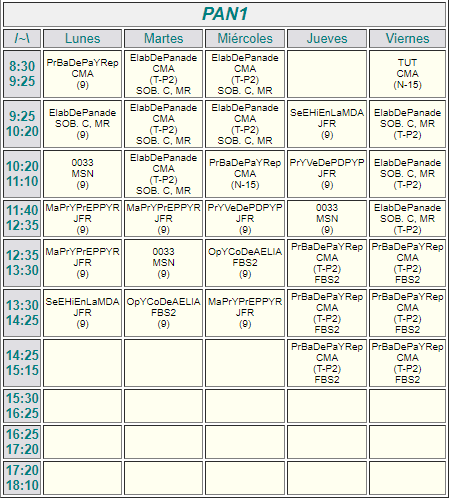 PAN1
/~\ Lunes Martes Miércoles Jueves Viernes
8:30 PrBaDePaYRep ElabDePanade ElabDePanade TUT
9:25 CMA CMA CMA CMA
(9) (T-P2) (T-P2) (N-15)
SOB. C, MR SOB. C, MR
9:25 ElabDePanade ElabDePanade ElabDePanade SeEHiEnLaMDA ElabDePanade
10:20 SOB. C, MR CMA CMA JFR SOB. C, MR
(9) (T-P2) (T-P2) (9) (T-P2)
SOB. C, MR SOB. C, MR
10:20 0033 ElabDePanade PrBaDePaYRep PrYVeDePDPYP ElabDePanade
11:10 MSN CMA CMA JFR SOB. C, MR
(9) (T-P2) (N-15) (9) (T-P2)
SOB. C, MR
11:40 MaPrYPrEPPYR MaPrYPrEPPYR PrYVeDePDPYP 0033 ElabDePanade
12:35 JFR JFR JFR MSN SOB. C, MR
(9) (9) (9) (9) (T-P2)
12:35 MaPrYPrEPPYR 0033 OpYCoDeAELIA PrBaDePaYRep PrBaDePaYRep
13:30 JFR MSN FBS2 CMA CMA
(9) (9) (9) (T-P2) (T-P2)
FBS2 FBS2
13:30 SeEHiEnLaMDA OpYCoDeAELIA MaPrYPrEPPYR PrBaDePaYRep PrBaDePaYRep
14:25 JFR FBS2 JFR CMA CMA
(9) (9) (9) (T-P2) (T-P2)
FBS2 FBS2
14:25 PrBaDePaYRep PrBaDePaYRep
15:15 CMA CMA
(T-P2) (T-P2)
FBS2 FBS2
15:30
16:25
16:25
17:20
17:20
18:10